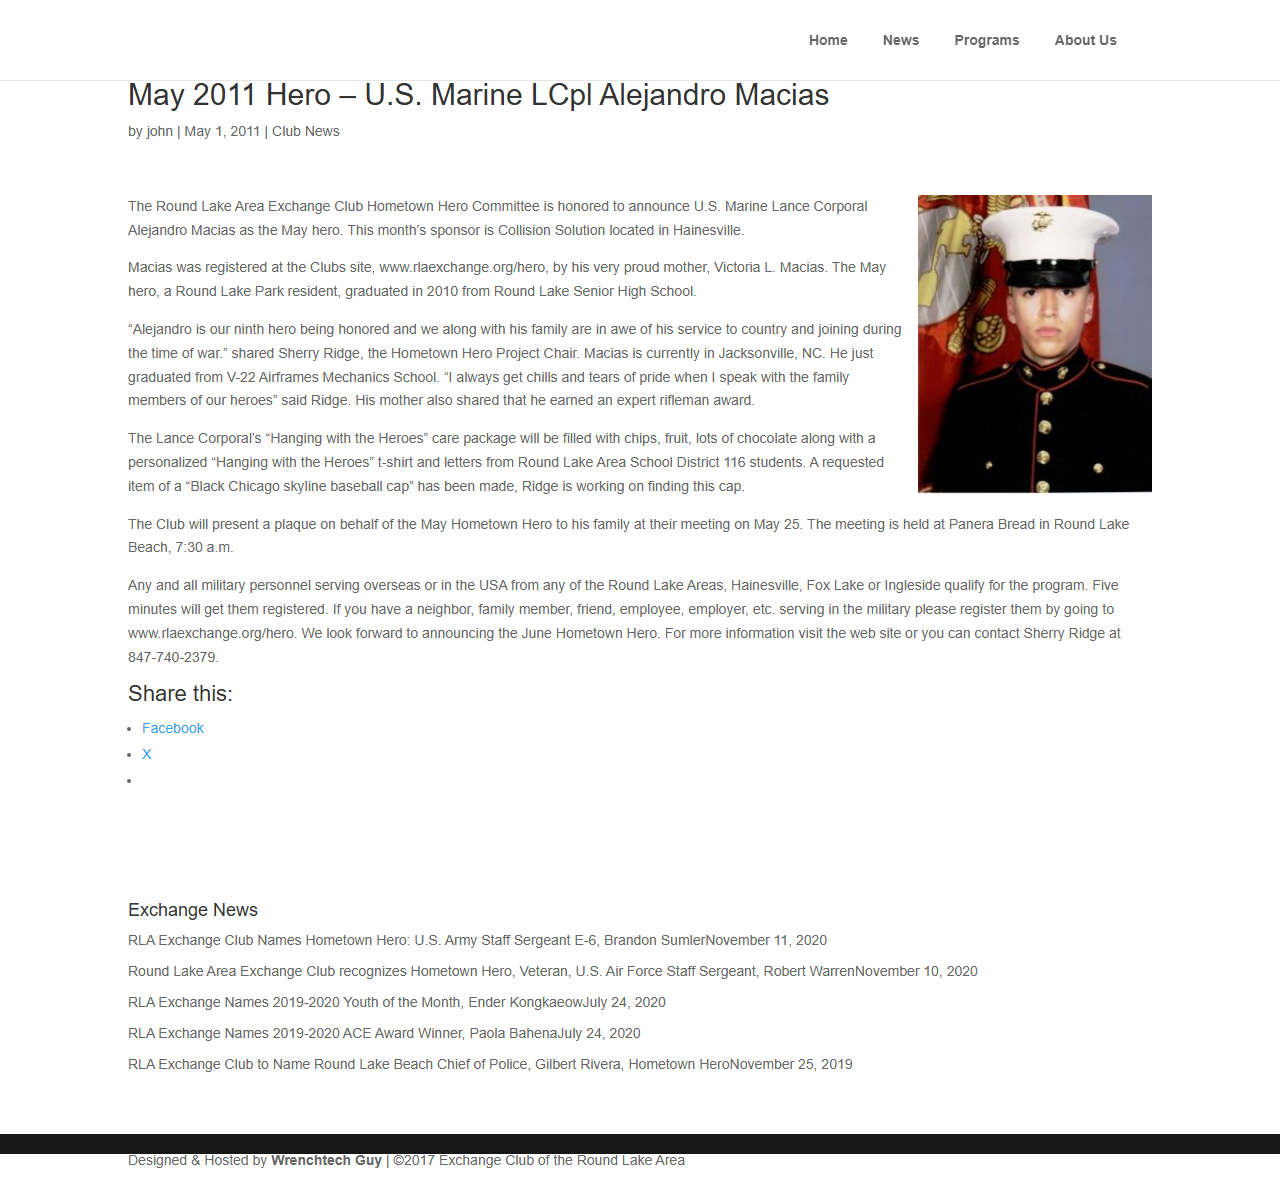 Home News Programs About Us
May 2011 Hero – U.S. Marine LCpl Alejandro Macias
by john | May 1, 2011 | Club News
The Round Lake Area Exchange Club Hometown Hero Committee is honored to announce U.S. Marine Lance Corporal
Alejandro Macias as the May hero. This month’s sponsor is Collision Solution located in Hainesville.
Macias was registered at the Clubs site, www.rlaexchange.org/hero, by his very proud mother, Victoria L. Macias. The May
hero, a Round Lake Park resident, graduated in 2010 from Round Lake Senior High School.
“Alejandro is our ninth hero being honored and we along with his family are in awe of his service to country and joining during
the time of war.” shared Sherry Ridge, the Hometown Hero Project Chair. Macias is currently in Jacksonville, NC. He just
graduated from V-22 Airframes Mechanics School. “I always get chills and tears of pride when I speak with the family
members of our heroes” said Ridge. His mother also shared that he earned an expert rifleman award.
The Lance Corporal’s “Hanging with the Heroes” care package will be filled with chips, fruit, lots of chocolate along with a
personalized “Hanging with the Heroes” t-shirt and letters from Round Lake Area School District 116 students. A requested
item of a “Black Chicago skyline baseball cap” has been made, Ridge is working on finding this cap.
The Club will present a plaque on behalf of the May Hometown Hero to his family at their meeting on May 25. The meeting is held at Panera Bread in Round Lake
Beach, 7:30 a.m.
Any and all military personnel serving overseas or in the USA from any of the Round Lake Areas, Hainesville, Fox Lake or Ingleside qualify for the program. Five
minutes will get them registered. If you have a neighbor, family member, friend, employee, employer, etc. serving in the military please register them by going to
www.rlaexchange.org/hero. We look forward to announcing the June Hometown Hero. For more information visit the web site or you can contact Sherry Ridge at
847-740-2379.
Share this:
Facebook
X
Exchange News
RLA Exchange Club Names Hometown Hero: U.S. Army Staff Sergeant E-6, Brandon SumlerNovember 11, 2020
Round Lake Area Exchange Club recognizes Hometown Hero, Veteran, U.S. Air Force Staff Sergeant, Robert WarrenNovember 10, 2020
RLA Exchange Names 2019-2020 Youth of the Month, Ender KongkaeowJuly 24, 2020
RLA Exchange Names 2019-2020 ACE Award Winner, Paola BahenaJuly 24, 2020
RLA Exchange Club to Name Round Lake Beach Chief of Police, Gilbert Rivera, Hometown HeroNovember 25, 2019
Designed & Hosted by Wrenchtech Guy | ©2017 Exchange Club of the Round Lake Area